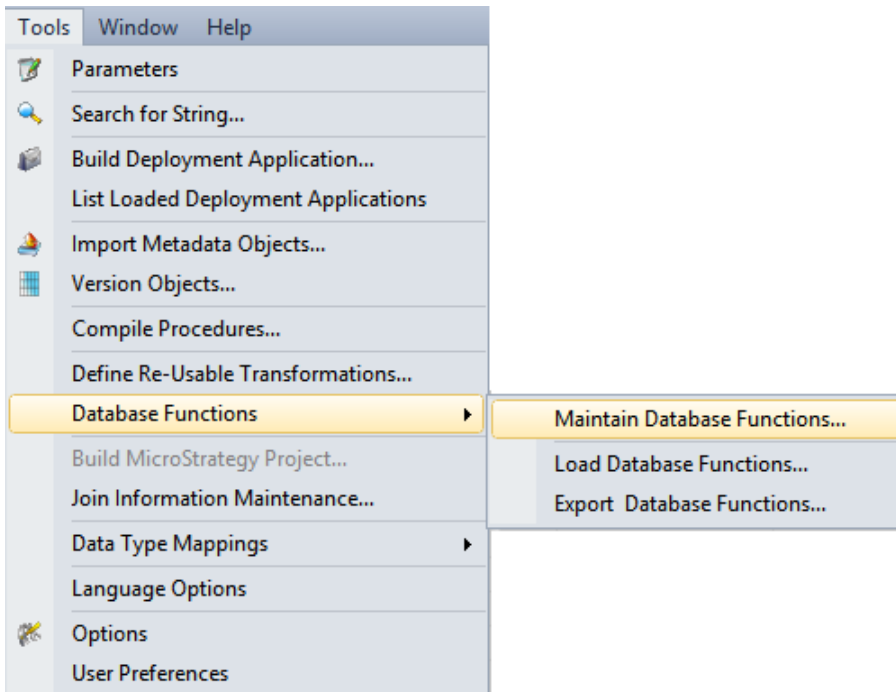 Tools Window Help
Parameters
Search for String...
Build Deployment Application...
List Loaded Deployment Applications
Import Metadata Objects...
Version Objects...
Compile Procedures...
Define Re-Usable Transformations...
Database Functions
Maintain Database Functions...
Load Database Functions...
Export  Database Functions...
Build MicroStrategy Project...
Join Information Maintenance...
Data Type Mappings
Language Options
Options
User Preferences